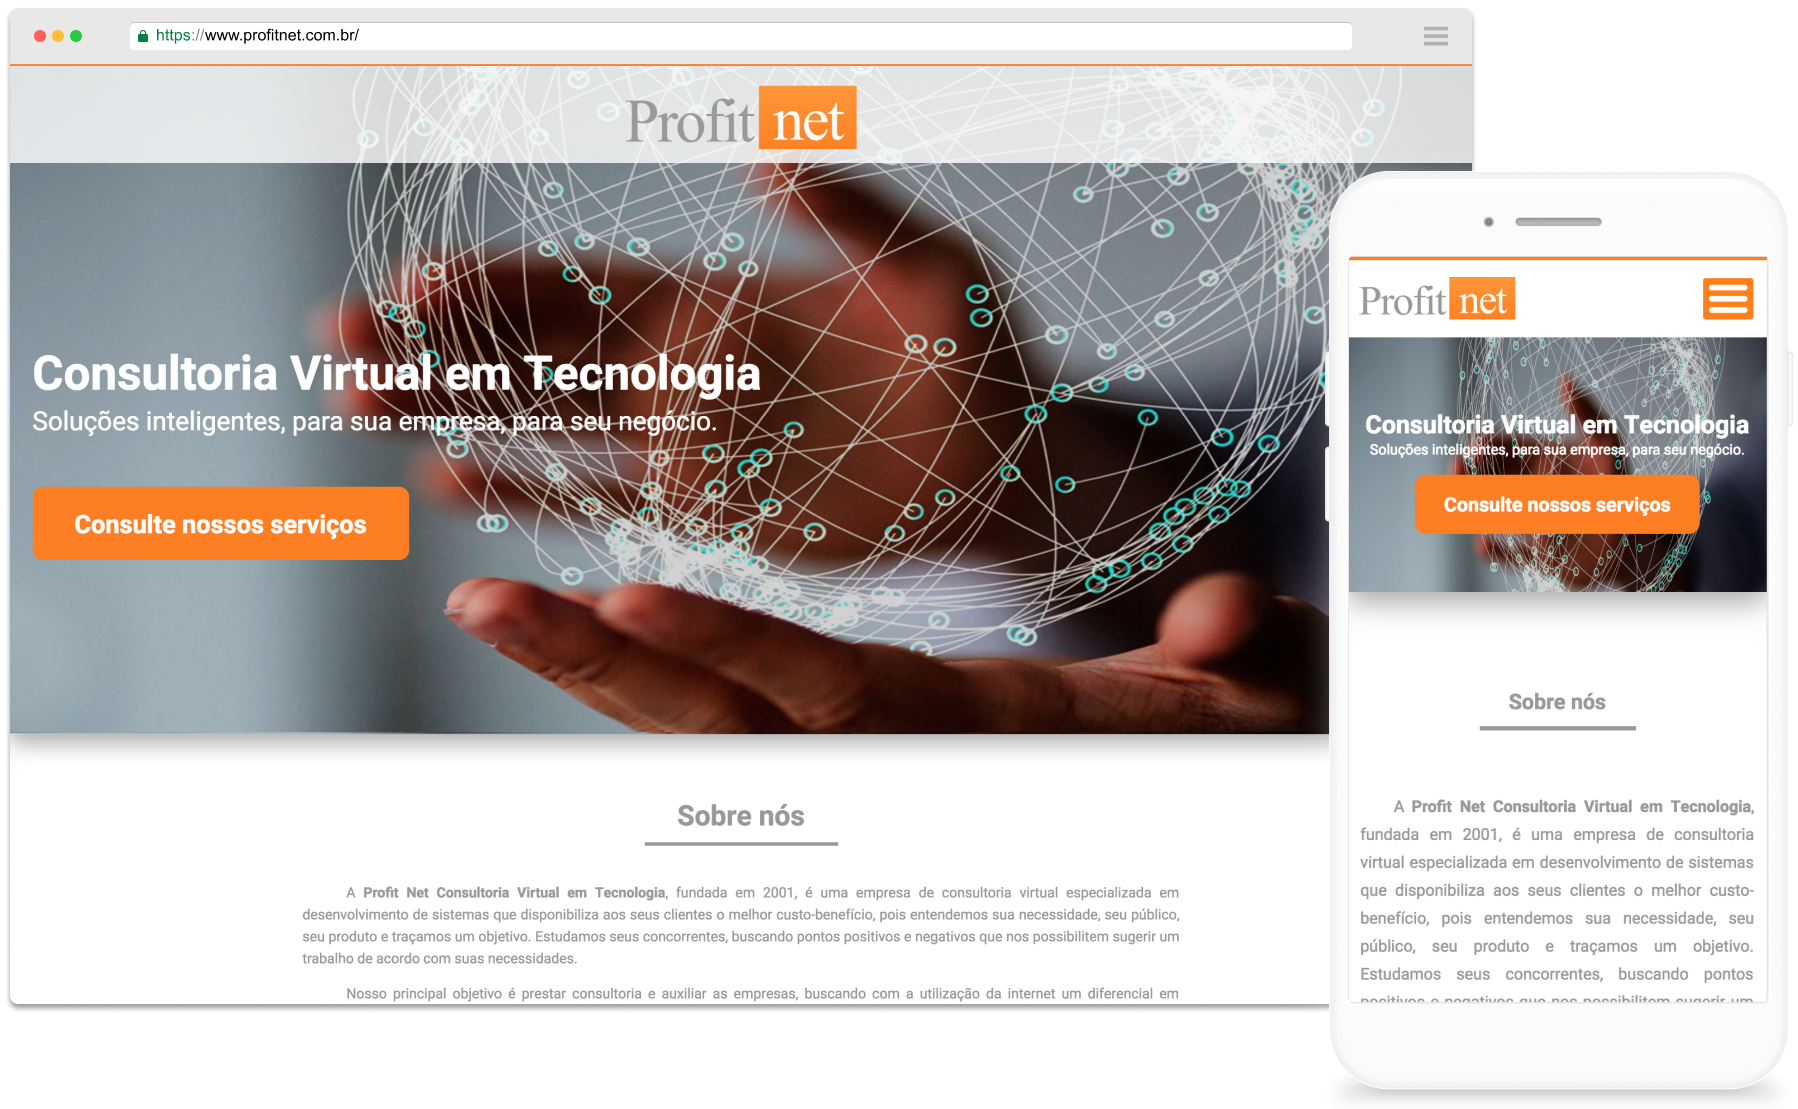 https://www.profitnet.com.br/
Profit net
Consultoria Virtual em Tecnologia
Soluções inteligentes, para sua empresa, para seu negócio.
Consulte nossos serviços
Sobre nós
A Profit Net Consultoria Virtual em Tecnologia, fundada em 2001, é uma empresa de consultoria virtual especializada em
desenvolvimento de sistemas que disponibiliza aos seus clientes o melhor custo-benefício, pois entendemos sua necessidade, seu público,
seu produto e traçamos um objetivo. Estudamos seus concorrentes, buscando pontos positivos e negativos que nos possibilitem sugerir um
trabalho de acordo com suas necessidades.
Nosso principal objetivo é prestar consultoria e auxiliar as empresas, buscando com a utilização da internet um diferencial em
Profit net
Consultoria Virtual em Tecnologia
Soluções inteligentes, para sua empresa, para seu negócio.
Consulte nossos serviços
Sobre nós
A Profit Net Consultoria Virtual em Tecnologia,
fundada em 2001, é uma empresa de consultoria
virtual especializada em desenvolvimento de sistemas
que disponibiliza aos seus clientes o melhor custo-
benefício, pois entendemos sua necessidade, seu
público, seu produto e traçamos um objetivo.
Estudamos seus concorrentes, buscando pontos
positivos e negativos que nos possibilitem sugerir um